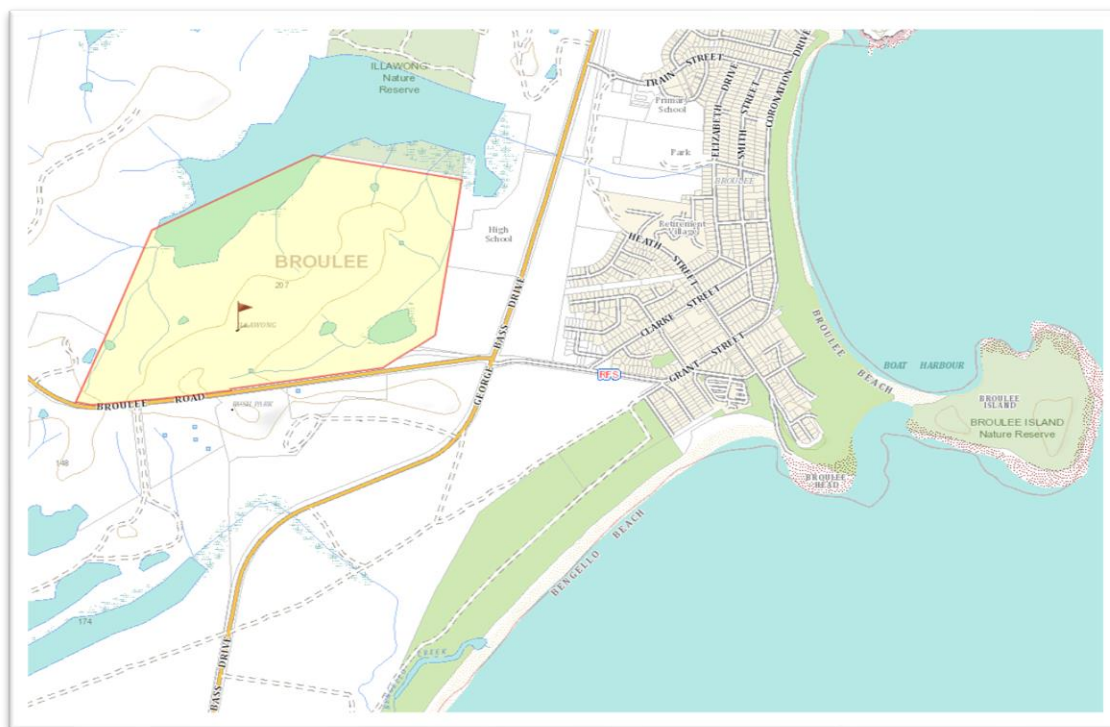 ILLAWONG
Nature
Reserve
TRAIN STREET
Primary
School
ELIZABETH DRIVE
SMITH STREET
CORONATION DRIVE
Park
BROULEE
High
School
Retirement
Village
HEATH STREET
BROULEE
207
ILLAWONG
CLARKE STREET
GEORGE BASS DRIVE
GRANT STREET
BROULEE BEACH
BOAT HARBOUR
RFS
BROULEE ROAD
BROULEE
ISLAND
BROULEE ISLAND
Nature Reserve
148
BROULEE
HEAD
BENGELLO BEACH
174
BASS DRIVE